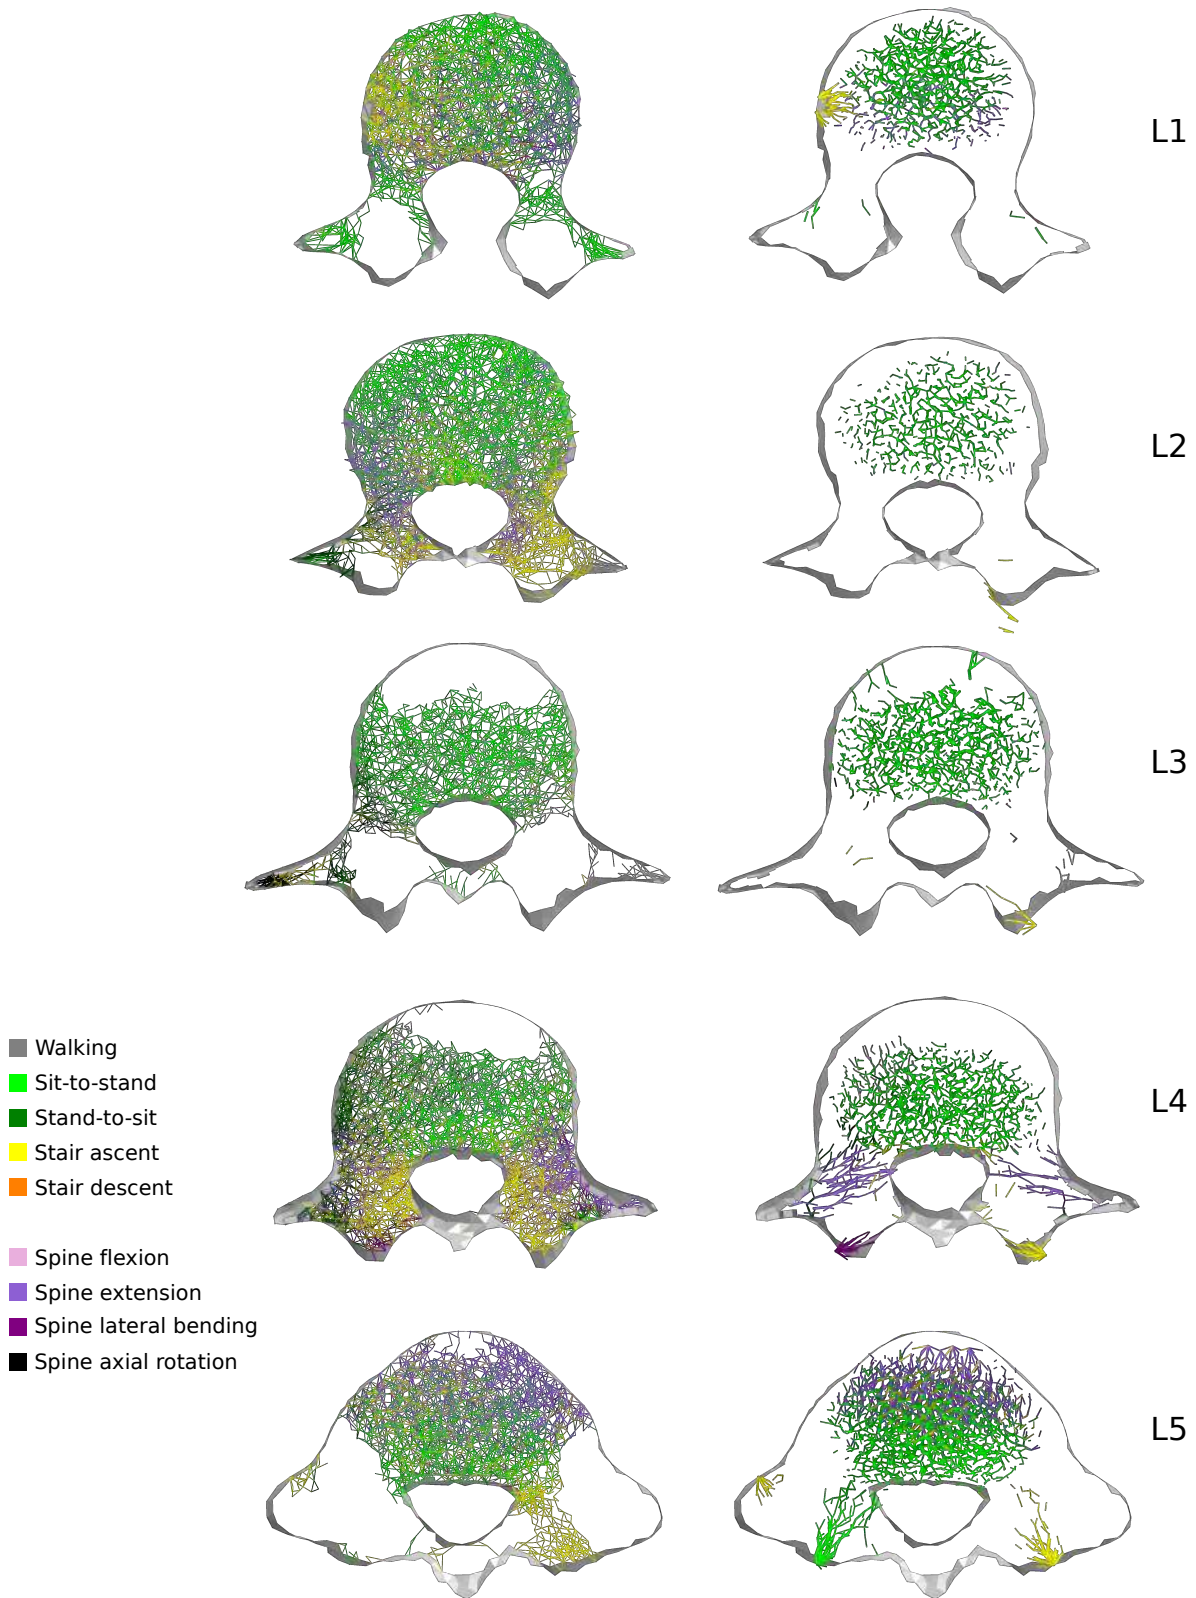 L1
L2
L3
Walking
Sit-to-stand
Stand-to-sit
Stair ascent
Stair descent
L4
Spine flexion
Spine extension
Spine lateral bending
Spine axial rotation
L5